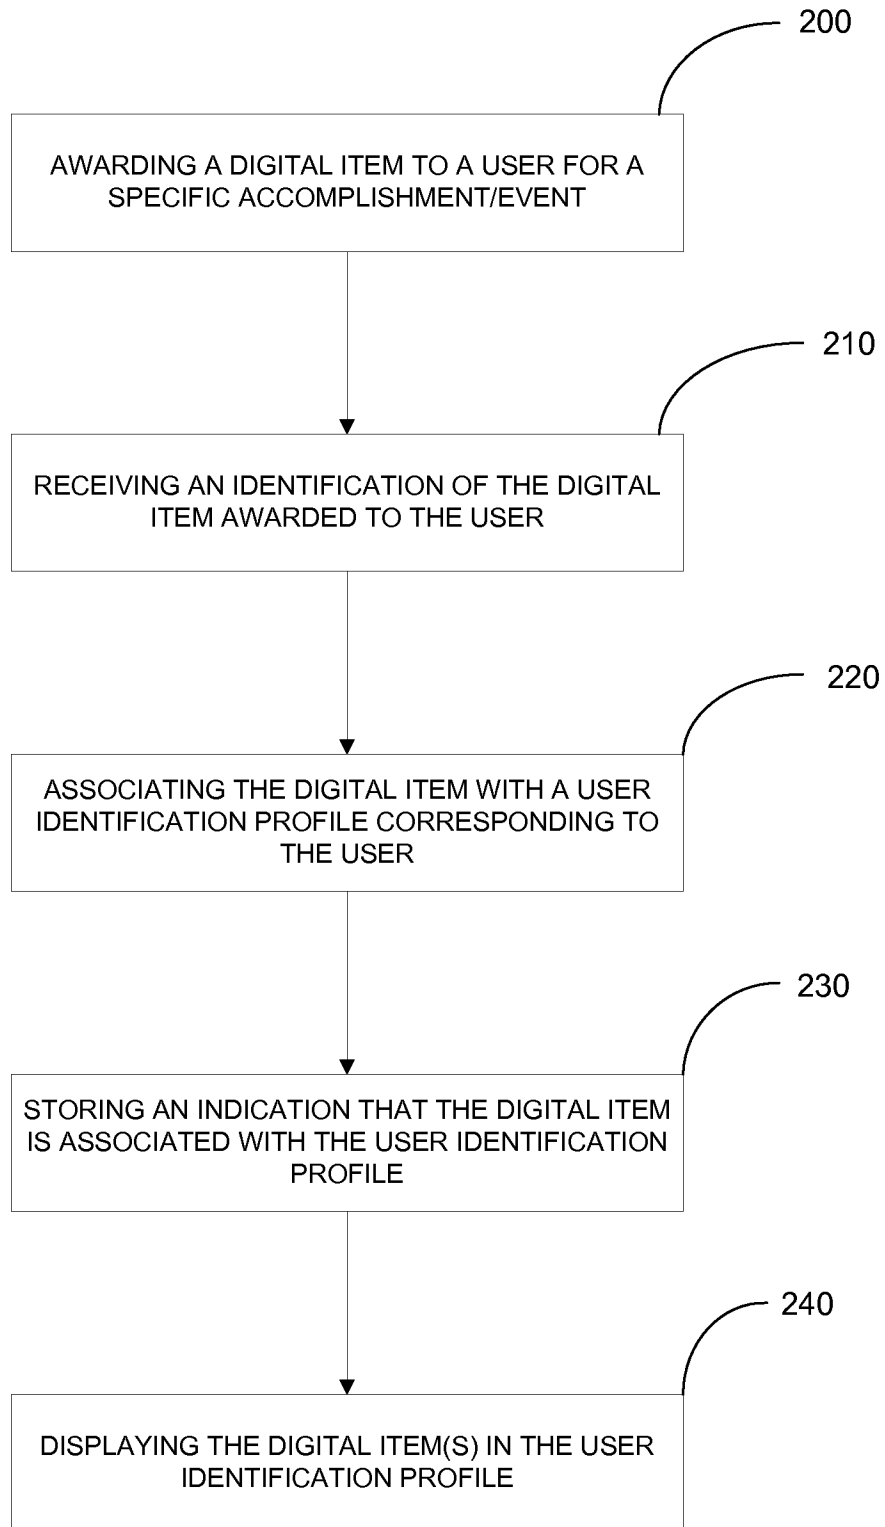 200
AWARDING A DIGITAL ITEM TO A USER FOR A
SPECIFIC ACCOMPLISHMENT/EVENT
210
RECEIVING AN IDENTIFICATION OF THE DIGITAL
ITEM AWARDED TO THE USER
220
ASSOCIATING THE DIGITAL ITEM WITH A USER
IDENTIFICATION PROFILE CORRESPONDING TO
THE USER
230
STORING AN INDICATION THAT THE DIGITAL ITEM
IS ASSOCIATED WITH THE USER IDENTIFICATION
PROFILE
240
DISPLAYING THE DIGITAL ITEM(S) IN THE USER
IDENTIFICATION PROFILE